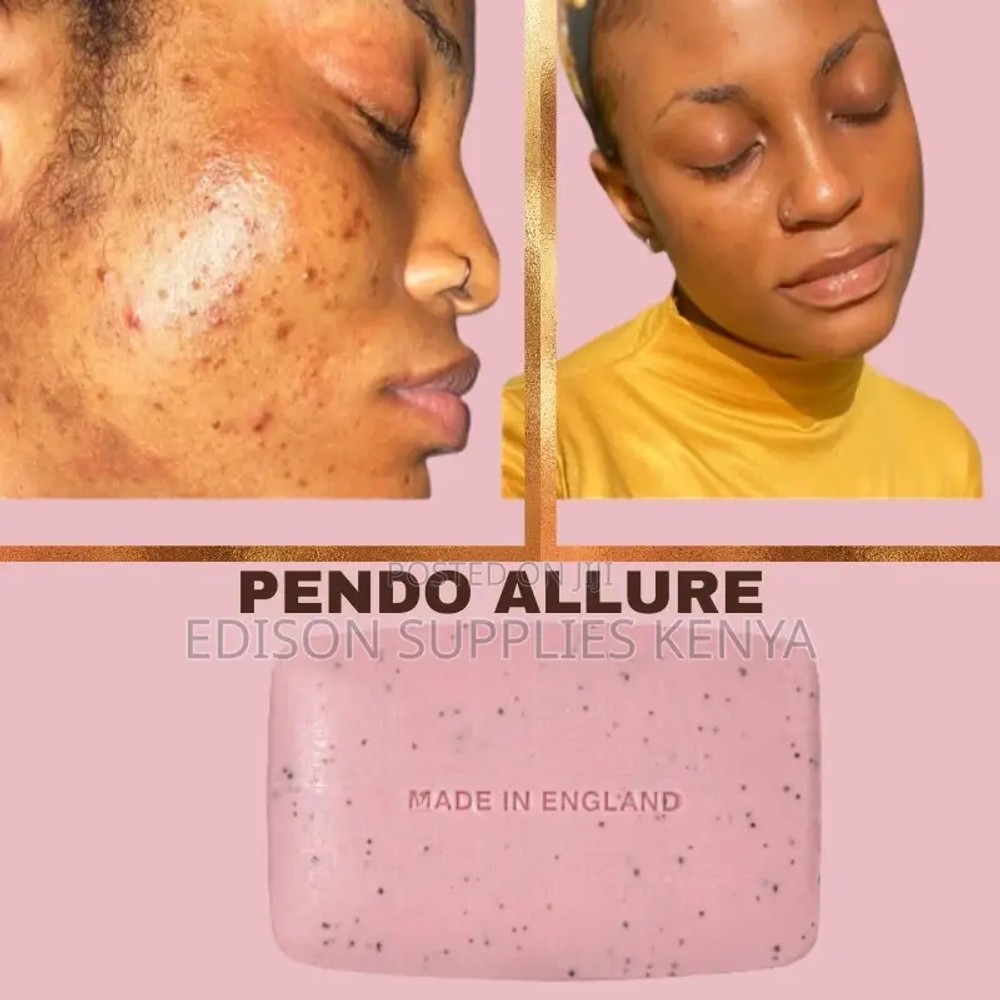 POSTED ON JIJI
PENDO ALLURE
EDISON SUPPLIES KENYA
MADE IN ENGLAND